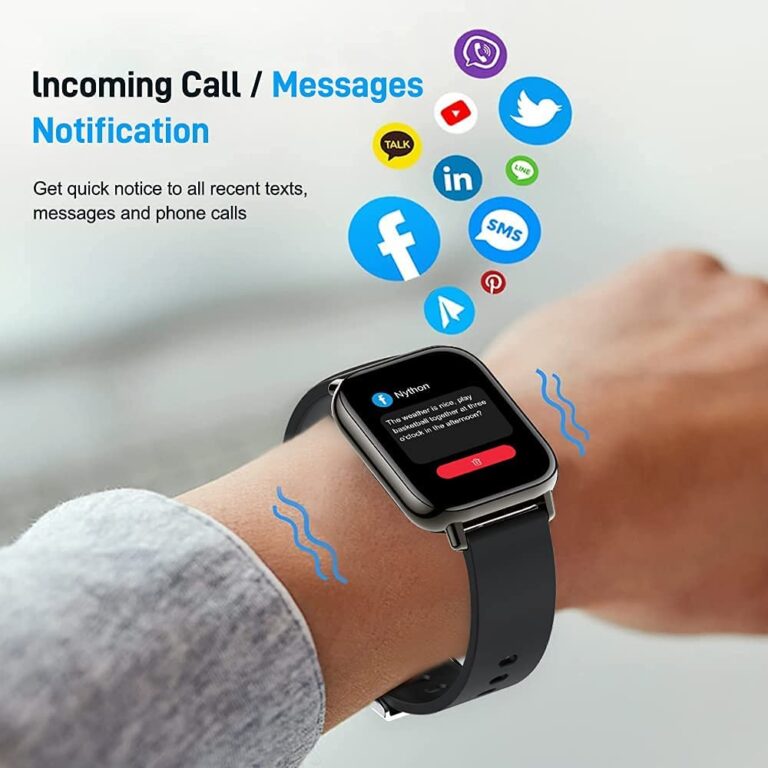 Incoming Call / Messages
Notification
Get quick notice to all recent texts,
messages and phone calls
TALK
in
LINE
f
SMS
f Nython
The weather is nice, play
basketball together at three
o'clock in the afternoon?